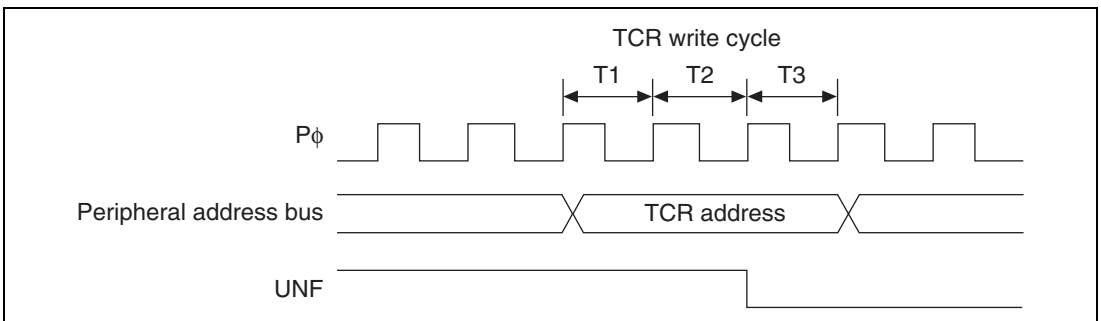 TCR write cycle
T1 T2 T3
Pϕ
Peripheral address bus
TCR address
UNF